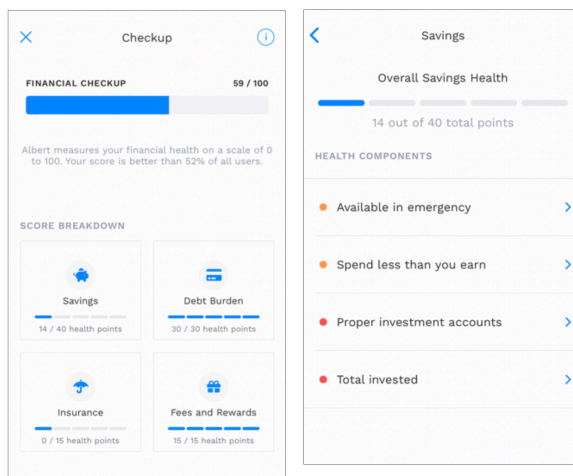 Checkup
FINANCIAL CHECKUP 59 / 100
Albert measures your financial health on a scale of 0
to 100. Your score is better than 52% of all users.
SCORE BREAKDOWN
Savings
14 / 40 health points
Debt Burden
30 / 30 health points
Insurance
0 / 15 health points
Fees and Rewards
15 / 15 health points
Savings
Overall Savings Health
14 out of 40 total points
HEALTH COMPONENTS
Available in emergency
Spend less than you earn
Proper investment accounts
Total invested